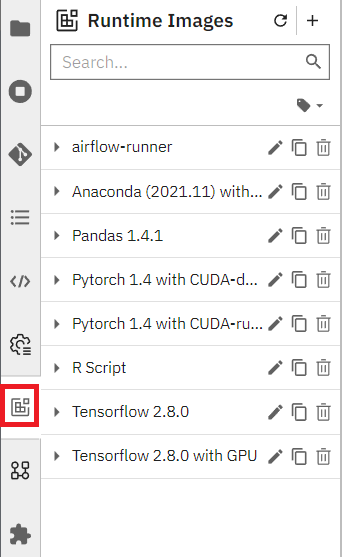 Runtime Images
Search...
airflow-runner
Anaconda (2021.11) with...
Pandas 1.4.1
Pytorch 1.4 with CUDA-d...
Pytorch 1.4 with CUDA-ru...
R Script
Tensorflow 2.8.0
Tensorflow 2.8.0 with GPU